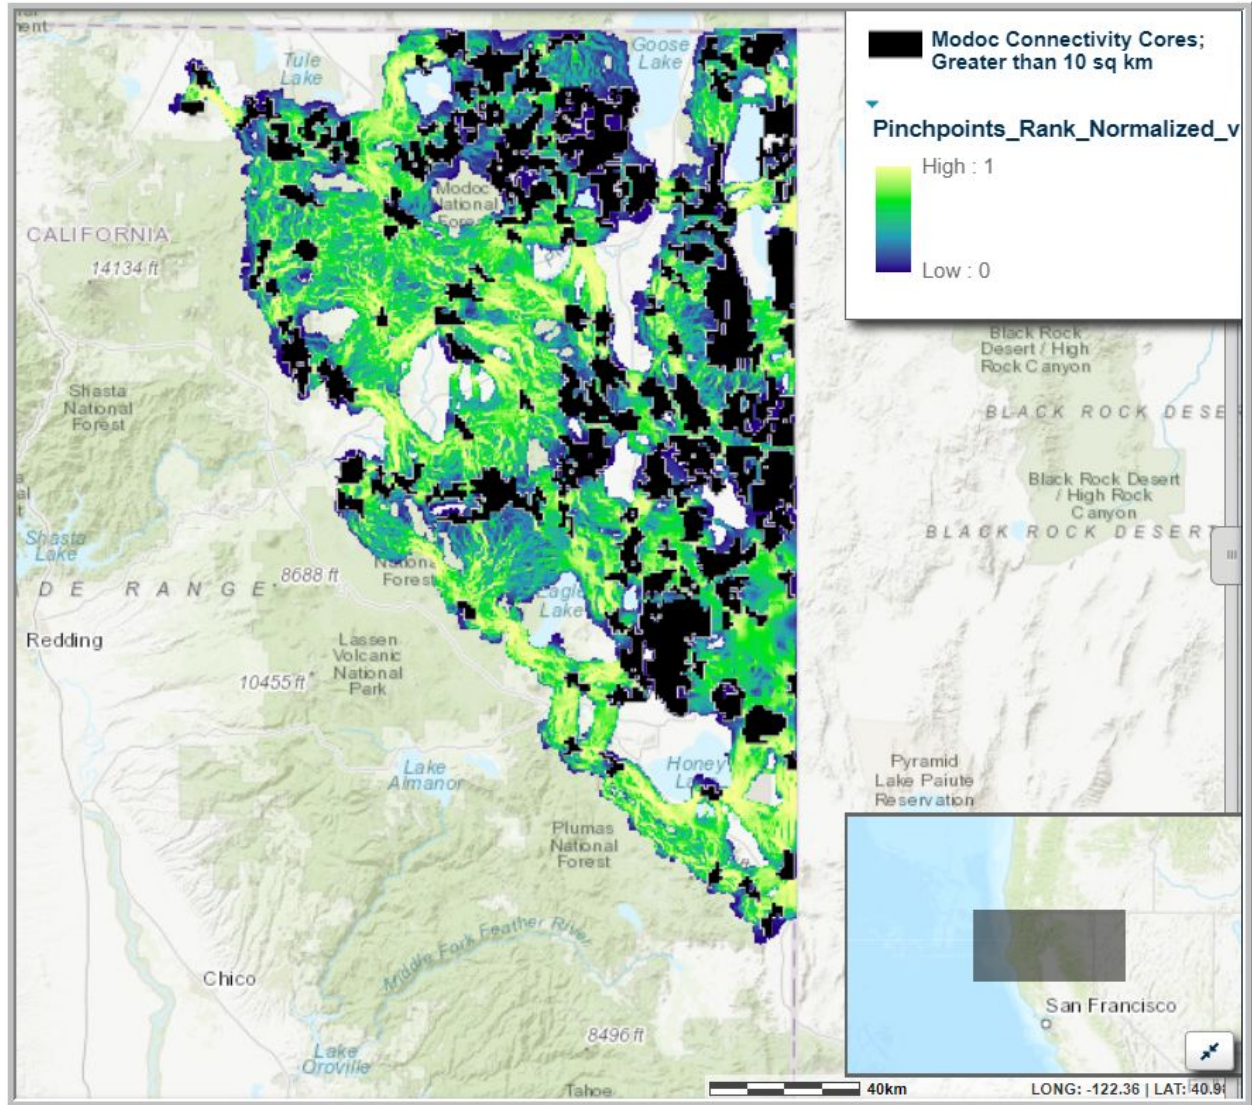 Modoc Connectivity Cores;
Greater than 10 sq km
Pinchpoints_Rank_Normalized_v
High : 1
Low : 0
Tule
Lake
Goose
Lake
Modoc
National
CALIFORNIA
14134 ft
Shasta
National
Forest
Black Rock
Desert / High
Rock Canyon
BLACK ROCK DESE
Black Rock Desert
/ High Rock
Canyon
BLACK ROCK DESERT
Shasta
Lake
8688 ft
Forest
DE RANGE
Eagle
Lake
Redding
Lassen
Volcanic
National
Park
10455 ft
Lake
Almanor
Honey
Pyramid
Lake Paiute
Reservation
Plumas
National
Forest
Middle Fork Feather River
Chico
8496 ft
Lake
Oroville
Tahoe
San Francisco
40km
LONG: -122.36 | LAT: 40.9